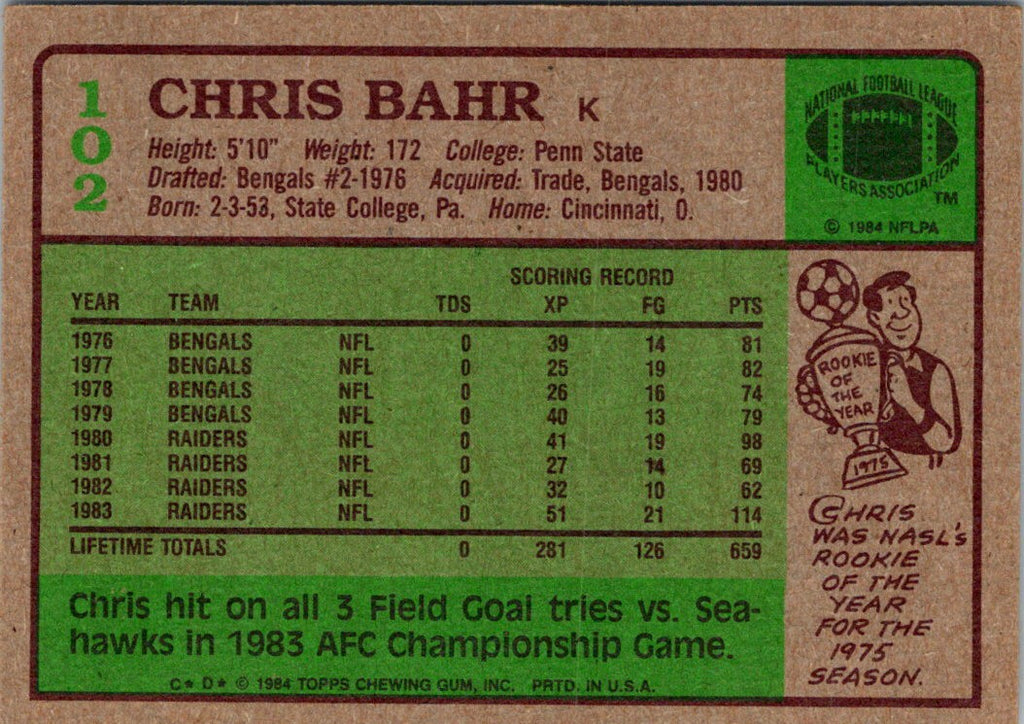 102
CHRIS BAHR K
Height: 5'10" Weight: 172 College: Penn State
Drafted: Bengals #2-1976 Acquired: Trade, Bengals, 1980
Born: 2-3-53, State College, Pa. Home: Cincinnati, O.
NATIONAL FOOTBALL LEAGUE
PLAYERS ASSOCIATION
TM
© 1984 NFLPA
SCORING RECORD
YEAR TEAM TDS XP FG PTS
1976 BENGALS NFL 0 39 14 81
1977 BENGALS NFL 0 25 19 82
1978 BENGALS NFL 0 26 16 74
1979 BENGALS NFL 0 40 13 79
1980 RAIDERS NFL 0 41 19 98
1981 RAIDERS NFL 0 27 14 69
1982 RAIDERS NFL 0 32 10 62
1983 RAIDERS NFL 0 51 21 114
LIFETIME TOTALS 0 281 126 659
Chris hit on all 3 Field Goal tries vs. Sea-
hawks in 1983 AFC Championship Game.
C* D* © 1984 TOPPS CHEWING GUM, INC. PRTD. IN U.S.A.
ROOKIE
OF
THE
YEAR
1975
CHRIS
WAS NASL'S
ROOKIE
OF THE
YEAR
FOR THE
1975
SEASON.